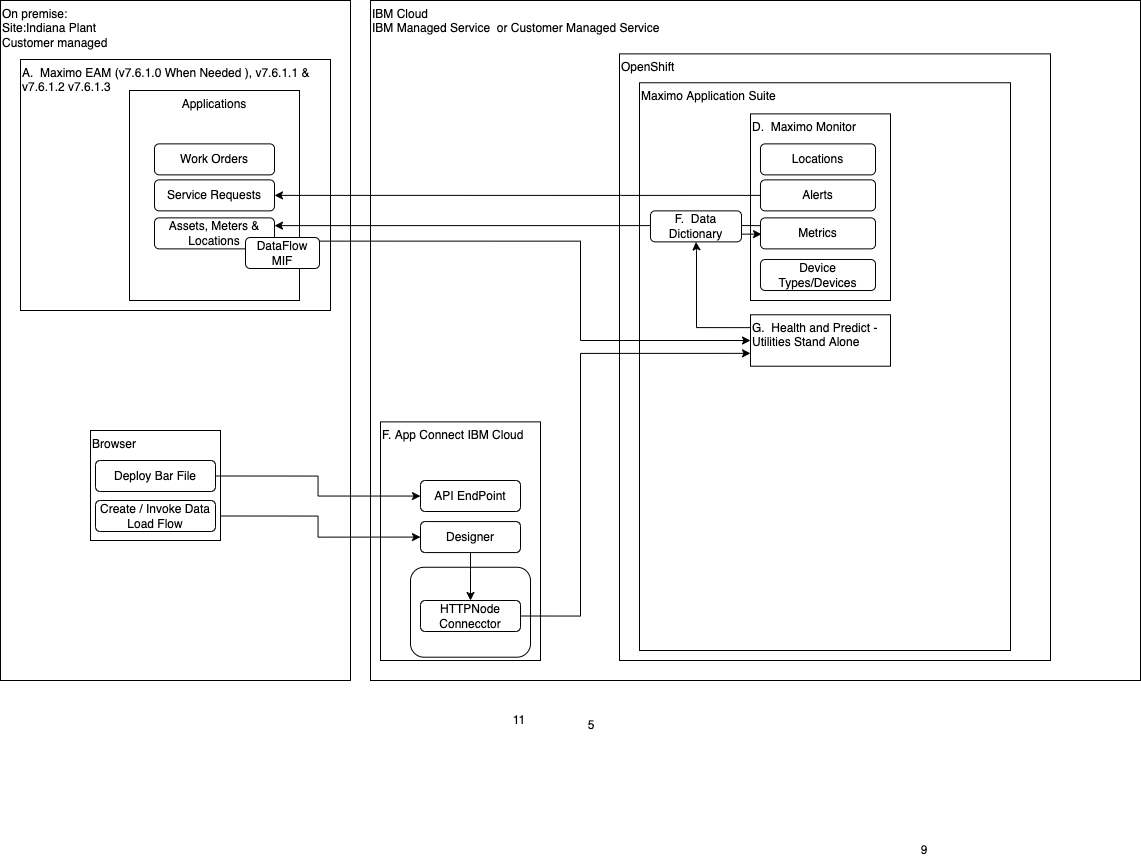 On premise:
Site:Indiana Plant
Customer managed
A.  Maximo EAM (v7.6.1.0 When Needed ), v7.6.1.1 &
v7.6.1.2 v7.6.1.3
Applications
Work Orders
Service Requests
Assets, Meters &
Locations
DataFlow
MIF
Browser
Deploy Bar File
Create / Invoke Data
Load Flow
IBM Cloud
IBM Managed Service  or Customer Managed Service
OpenShift
Maximo Application Suite
D.  Maximo Monitor
Locations
Alerts
F.  Data
Dictionary
Metrics
Device
Types/Devices
G.  Health and Predict -
Utilities Stand Alone
F. App Connect IBM Cloud
API EndPoint
Designer
HTTPNode
Connecctor
11
5
9